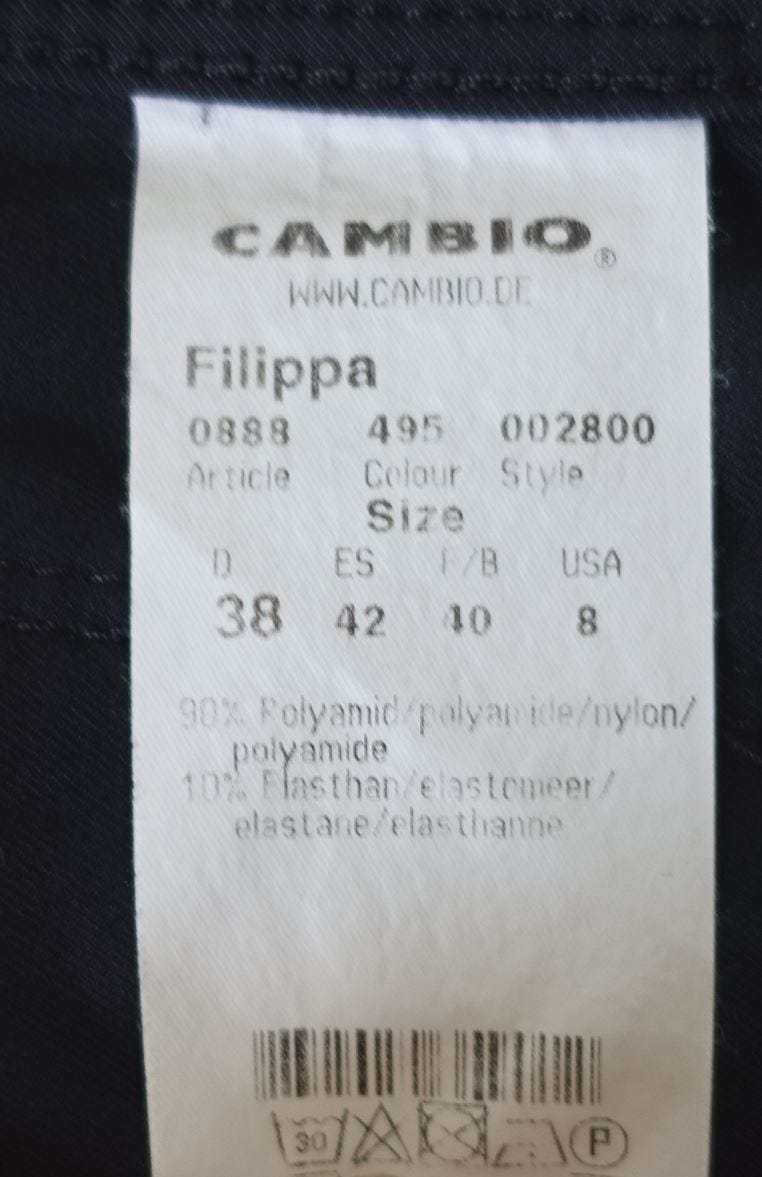 CAMBIO®
WWW.CAMBIO.DE
Filippa
0888 495 002800
Article Colour Style
Size
D ES F/B USA
38 42 40 8
90% Polyamid/polyamide/nylon/
polyamide
10% Elasthan/elastomeer/
elastane/elasthanne
30 P